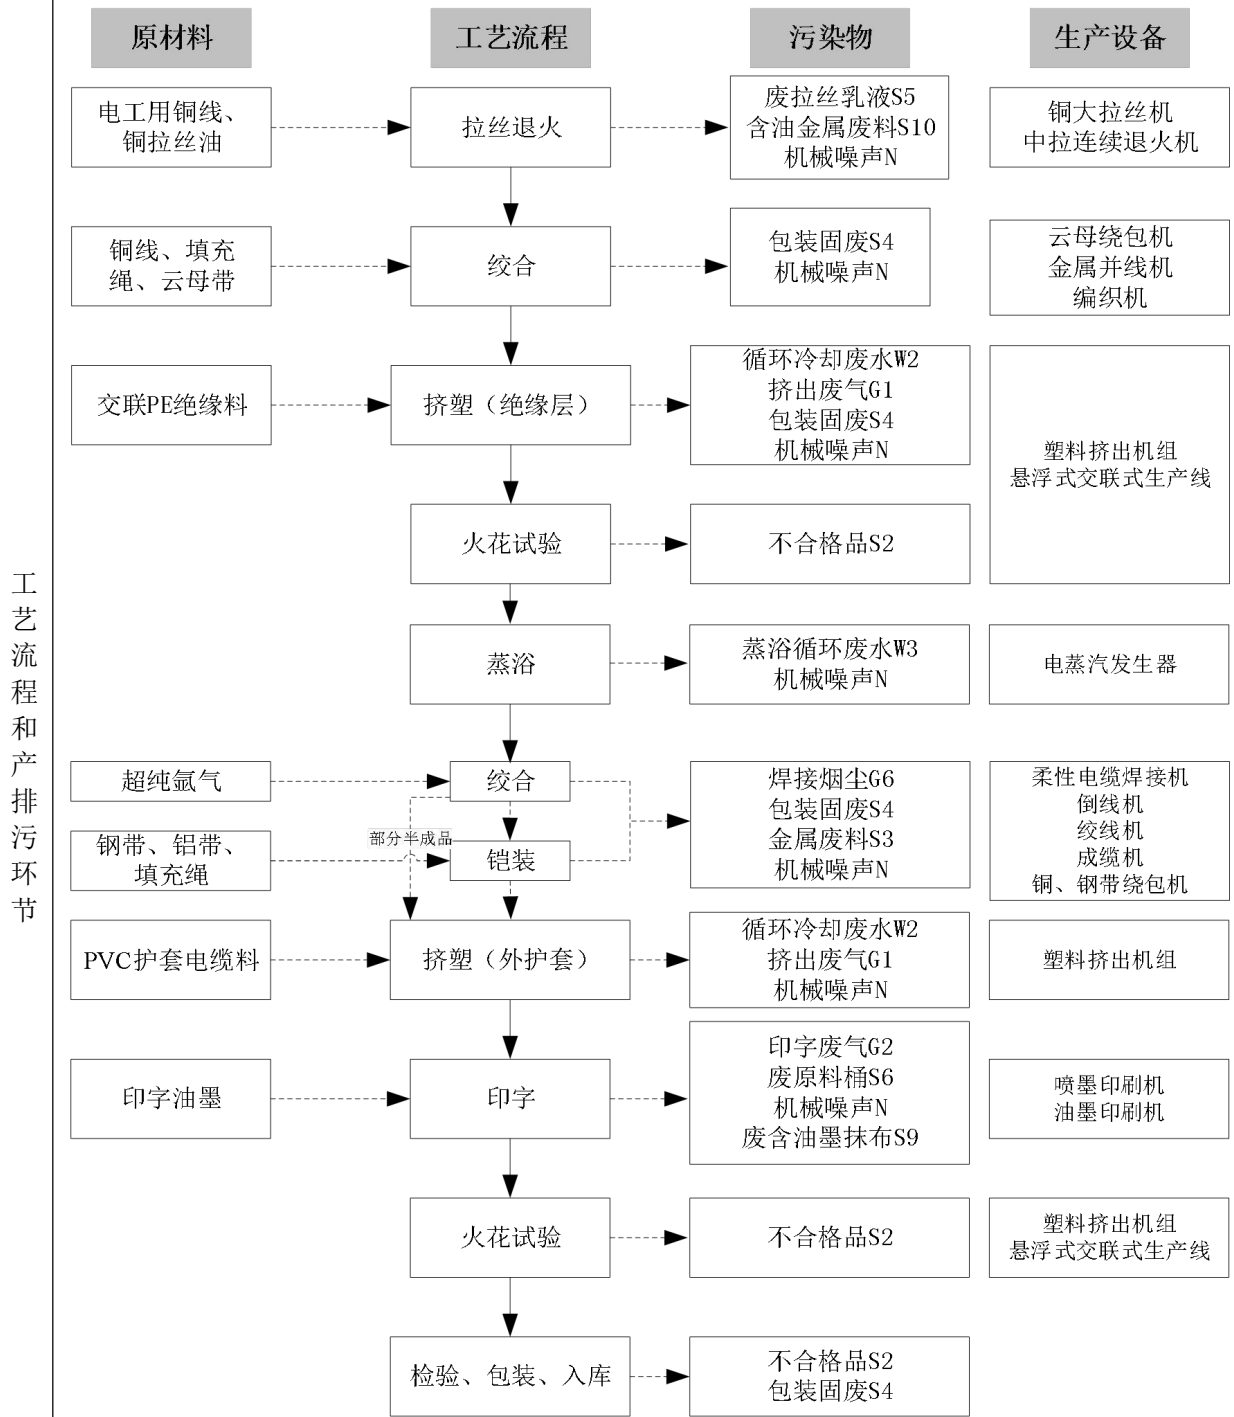 原材料
工艺流程
污染物
生产设备
电工用铜线、
铜拉丝油
拉丝退火
废拉丝乳液S5
含油金属废料S10
机械噪声N
铜大拉丝机
中拉连续退火机
铜线、填充
绳、云母带
绞合
包装固废S4
机械噪声N
云母绕包机
金属并线机
编织机
交联PE绝缘料
挤塑（绝缘层）
循环冷却废水W2
挤出废气G1
包装固废S4
机械噪声N
塑料挤出机组
悬浮式交联式生产线
火花试验
不合格品S2
蒸浴
蒸浴循环废水W3
机械噪声N
电蒸汽发生器
超纯氩气
绞合
部分半成品
钢带、铝带、
填充绳
铠装
焊接烟尘G6
包装固废S4
金属废料S3
机械噪声N
柔性电缆焊接机
倒线机
绞线机
成缆机
铜、钢带绕包机
PVC护套电缆料
挤塑（外护套）
循环冷却废水W2
挤出废气G1
机械噪声N
塑料挤出机组
印字油墨
印字
印字废气G2
废原料桶S6
机械噪声N
废含油墨抹布S9
喷墨印刷机
油墨印刷机
火花试验
不合格品S2
塑料挤出机组
悬浮式交联式生产线
检验、包装、入库
不合格品S2
包装固废S4
工艺流程和产排污环节